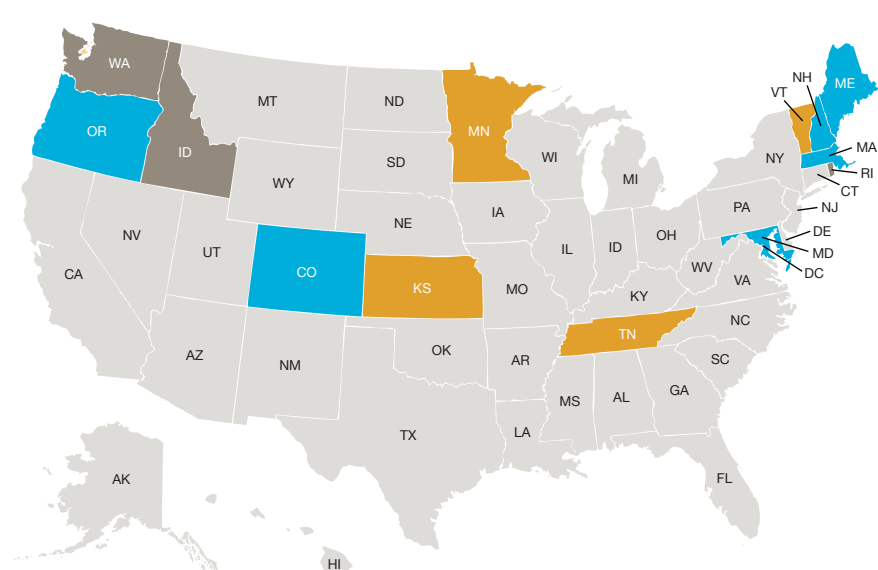 WA
MT
ND
MN
OR
ID
SD
WI
MI
NY
VT
NH
ME
MA
RI
CT
WY
IA
NE
PA
NJ
NV
UT
CO
IL
ID
OH
DE
MD
DC
CA
KS
MO
WV
VA
KY
AZ
NM
OK
AR
TN
NC
SC
TX
LA
MS
AL
GA
FL
AK
HI